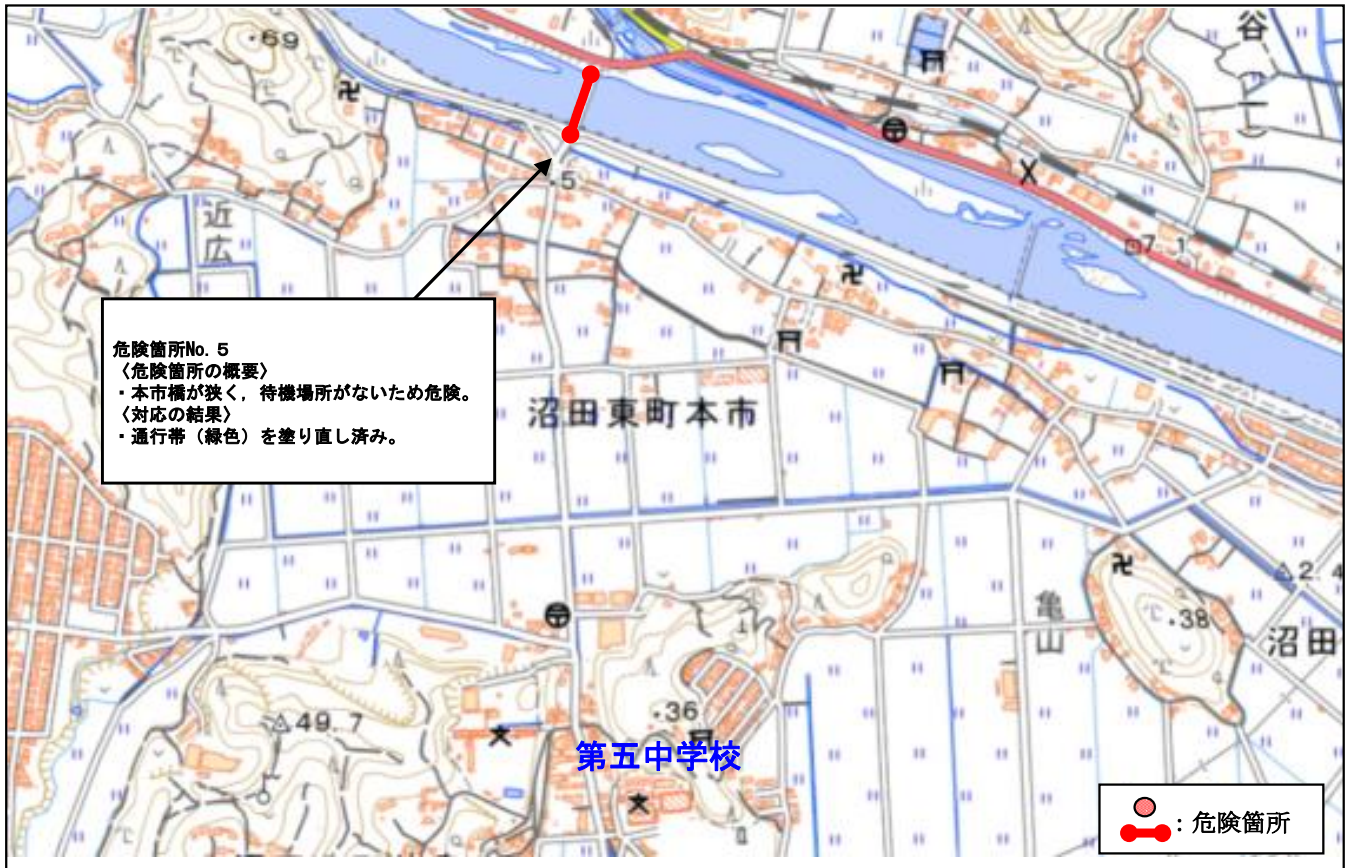 ・69
谷
・5
近広
7.1
危険箇所No. 5
〈危険箇所の概要〉
・本市橋が狭く，待機場所がないため危険。
〈対応の結果〉
・通行帯（緑色）を塗り直し済み。
沼田東町本市
2.4
亀山
・38
沼田
49.7
・36
第五中学校
：危険箇所